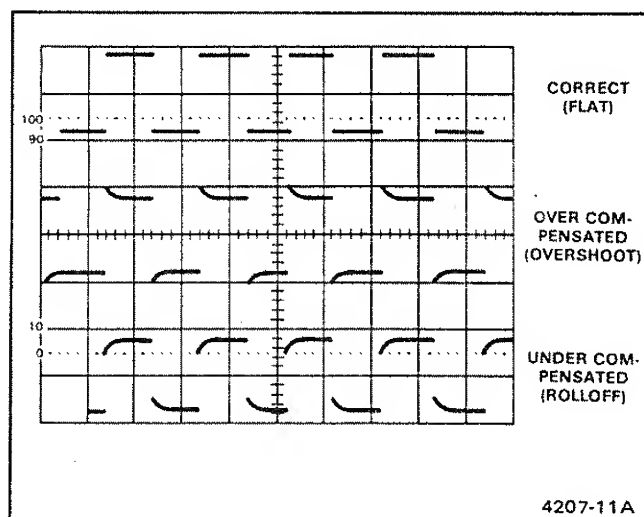 CORRECT
(FLAT)
100
90
OVER COM-
PENSATED
(OVERSHOOT)
10
0
UNDER COM-
PENSATED
(ROLLOFF)
4207-11A